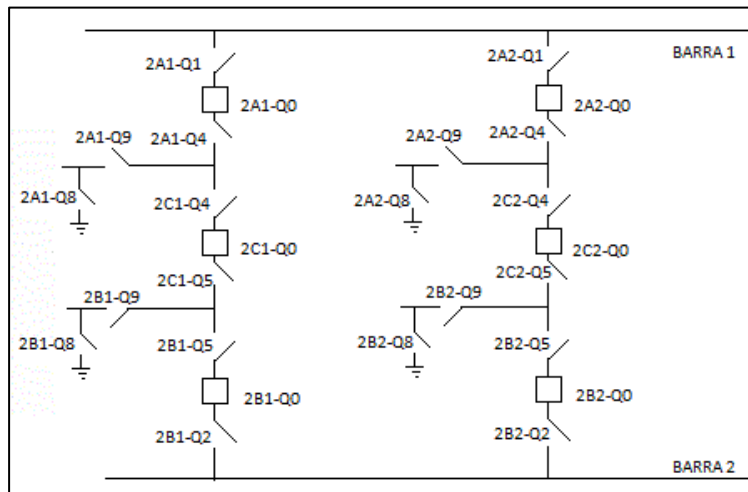 2A1-Q1
2A2-Q1
BARRA 1
2A1-Q0
2A2-Q0
2A1-Q9
2A1-Q4
2A2-Q9
2A2-Q4
2A1-Q8
2C1-Q4
2A2-Q8
2C2-Q4
2C1-Q0
2C2-Q0
2C1-Q5
2C2-Q5
2B1-Q9
2B2-Q9
2B1-Q8
2B1-Q5
2B2-Q8
2B2-Q5
2B1-Q0
2B2-Q0
2B1-Q2
2B2-Q2
BARRA 2